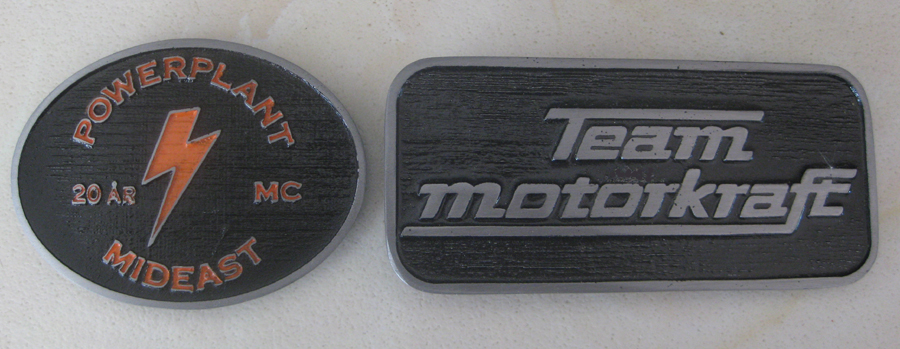 POWERPLANT
20 ÅR MC
MIDEAST
Team
motorkraft